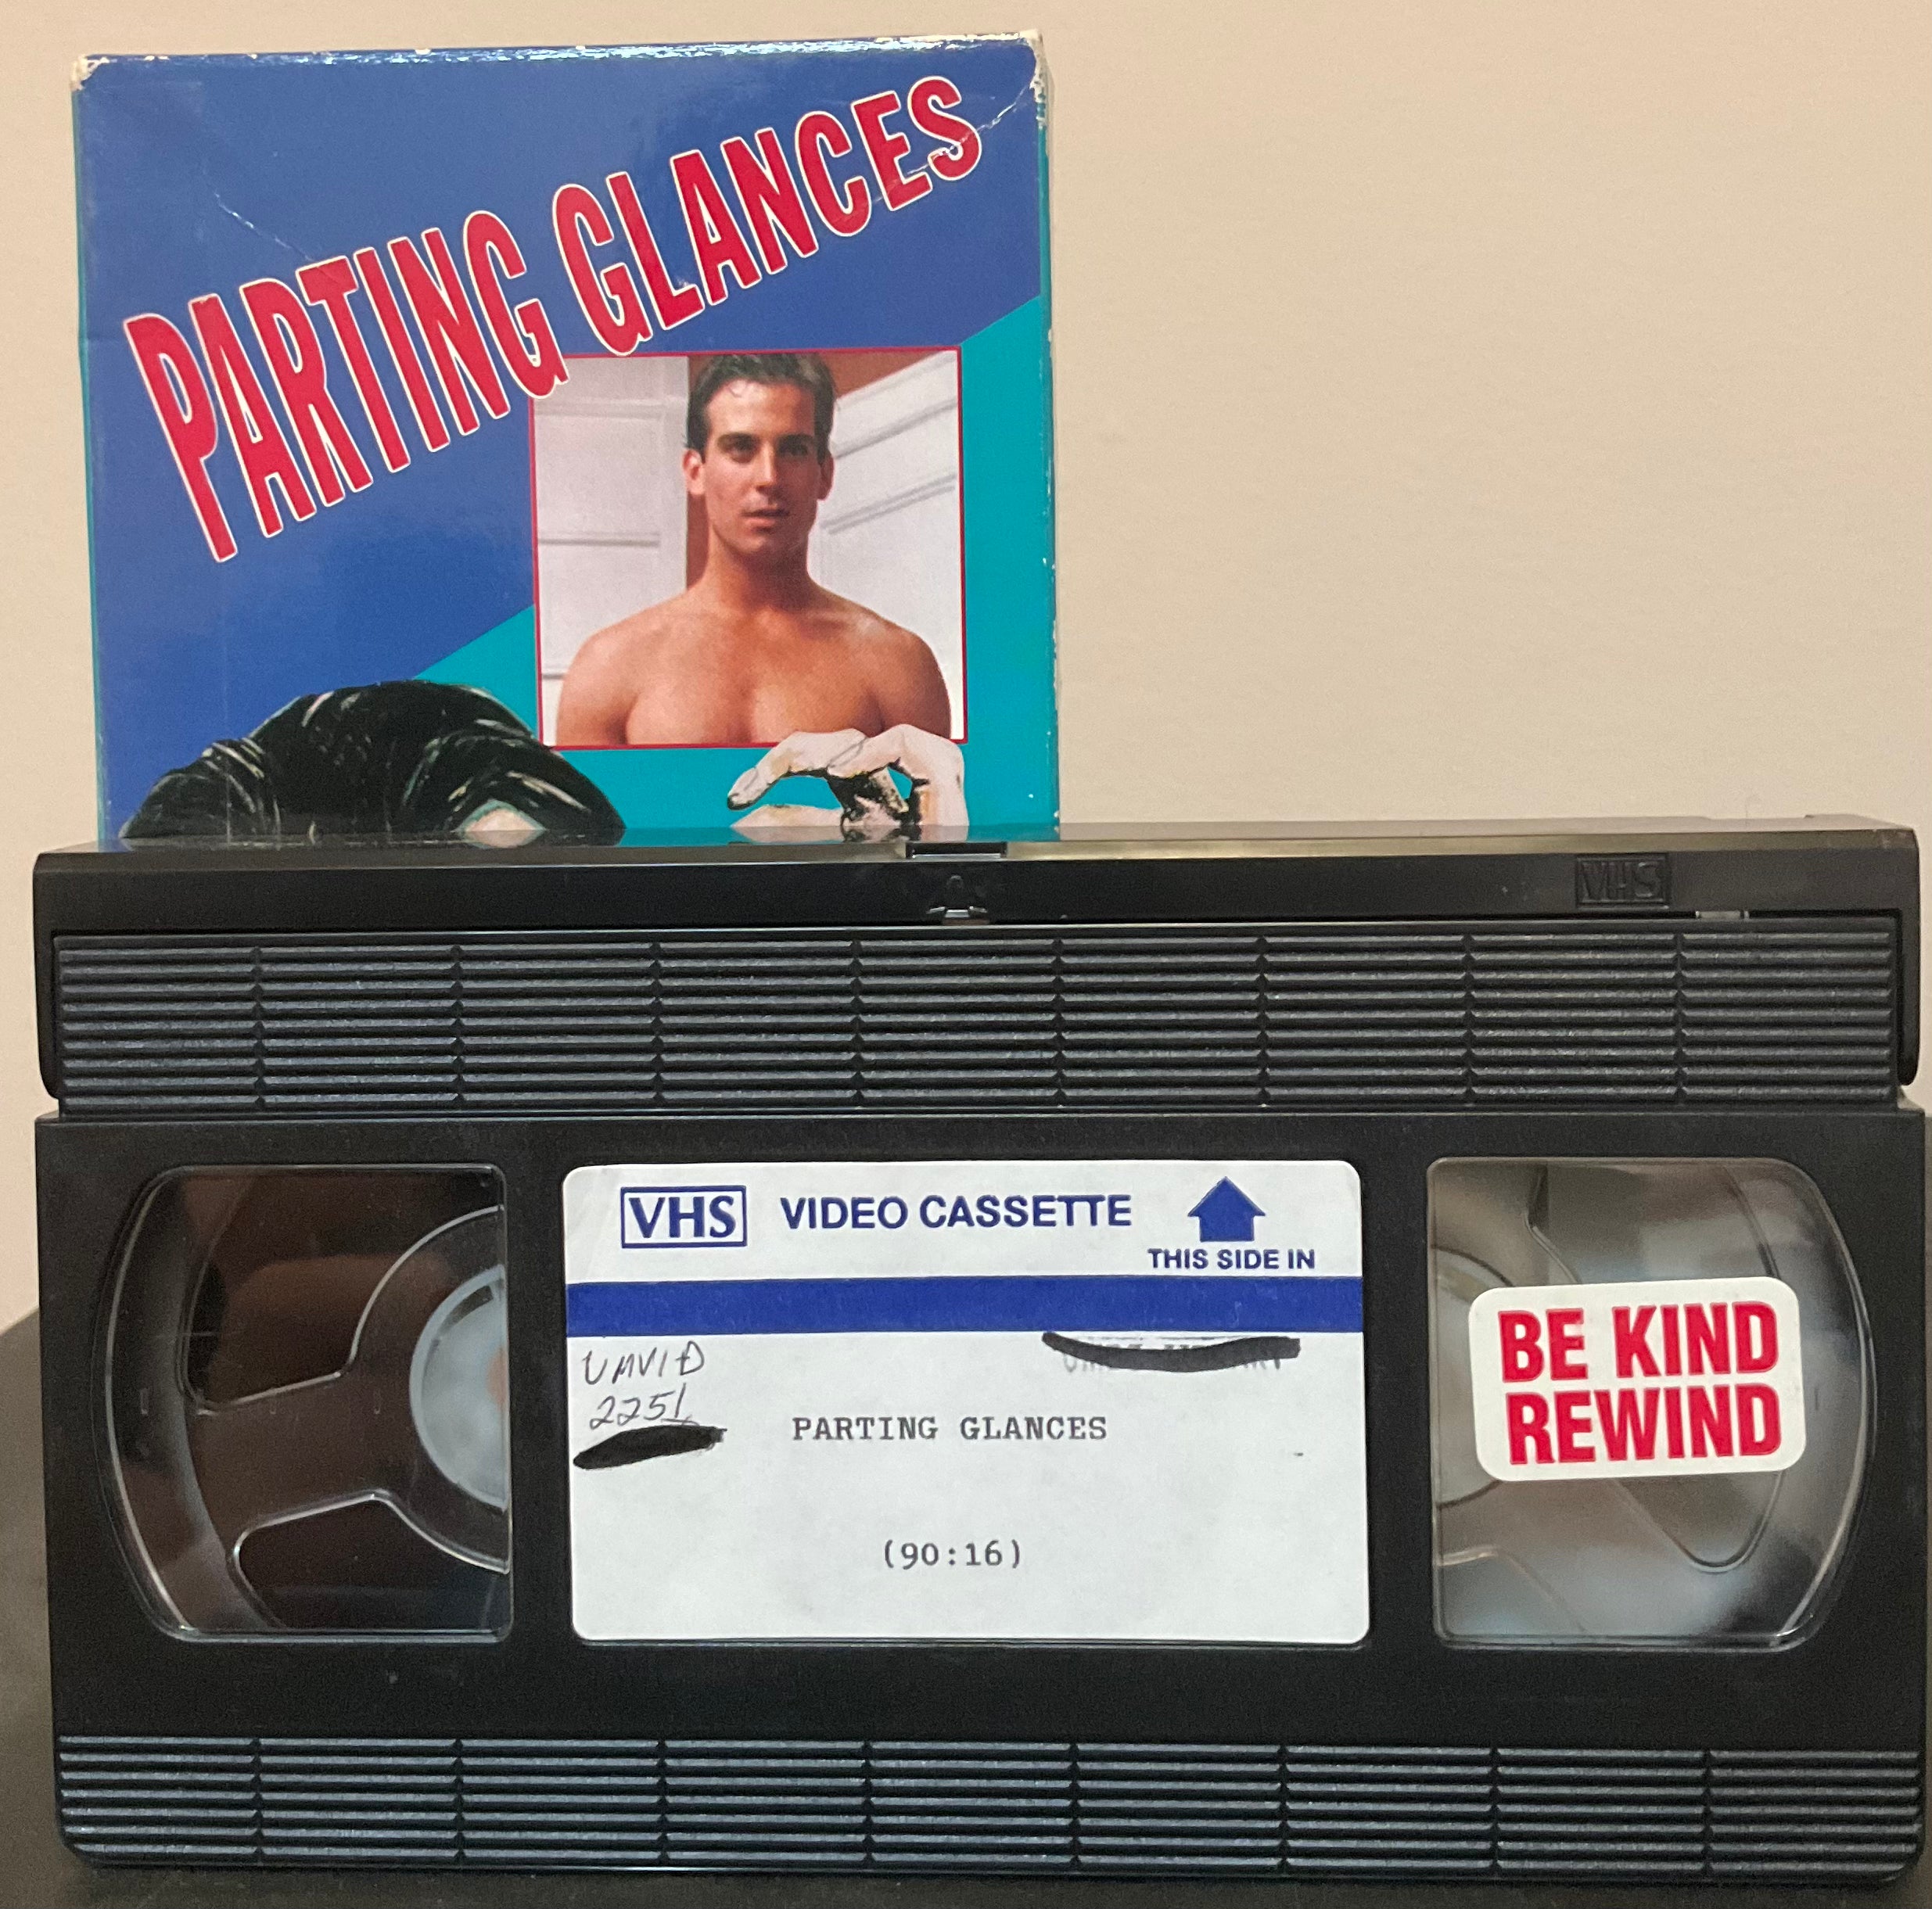 PARTING GLANCES
VHS
VHS VIDEO CASSETTE
THIS SIDE IN
UMVID
2251
PARTING GLANCES
(90:16)
BE KIND
REWIND